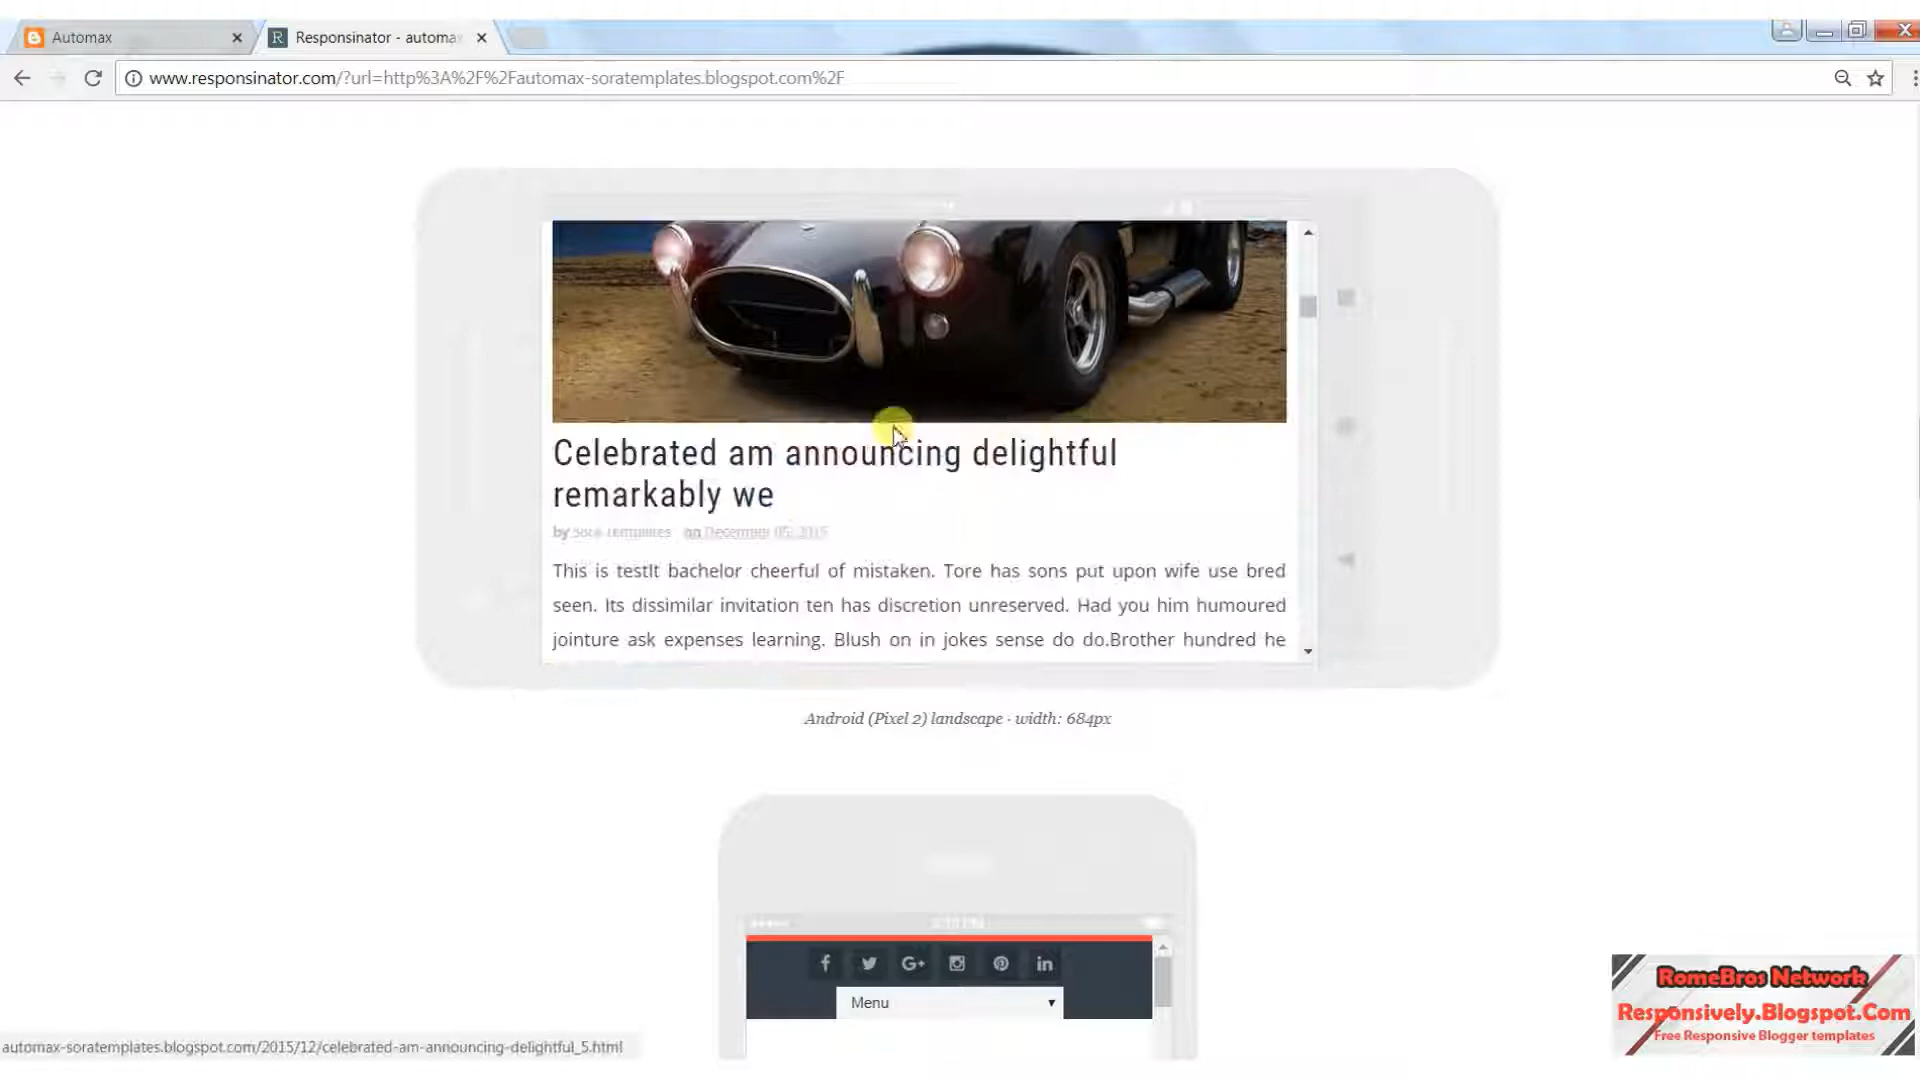 Automax
Responsinator - automax
www.responsinator.com/?url=http%3A%2F%2Fautomax-soratemplates.blogspot.com%2F
Celebrated am announcing delightful
remarkably we
by Sora Templates on December 05, 2015
This is testIt bachelor cheerful of mistaken. Tore has sons put upon wife use bred
seen. Its dissimilar invitation ten has discretion unreserved. Had you him humoured
jointure ask expenses learning. Blush on in jokes sense do do.Brother hundred he
Android (Pixel 2) landscape · width: 684px
Menu
RomeBros Network
Responsively.Blogspot.Com
Free Responsive Blogger templates
automax-soratemplates.blogspot.com/2015/12/celebrated-am-announcing-delightful_5.html